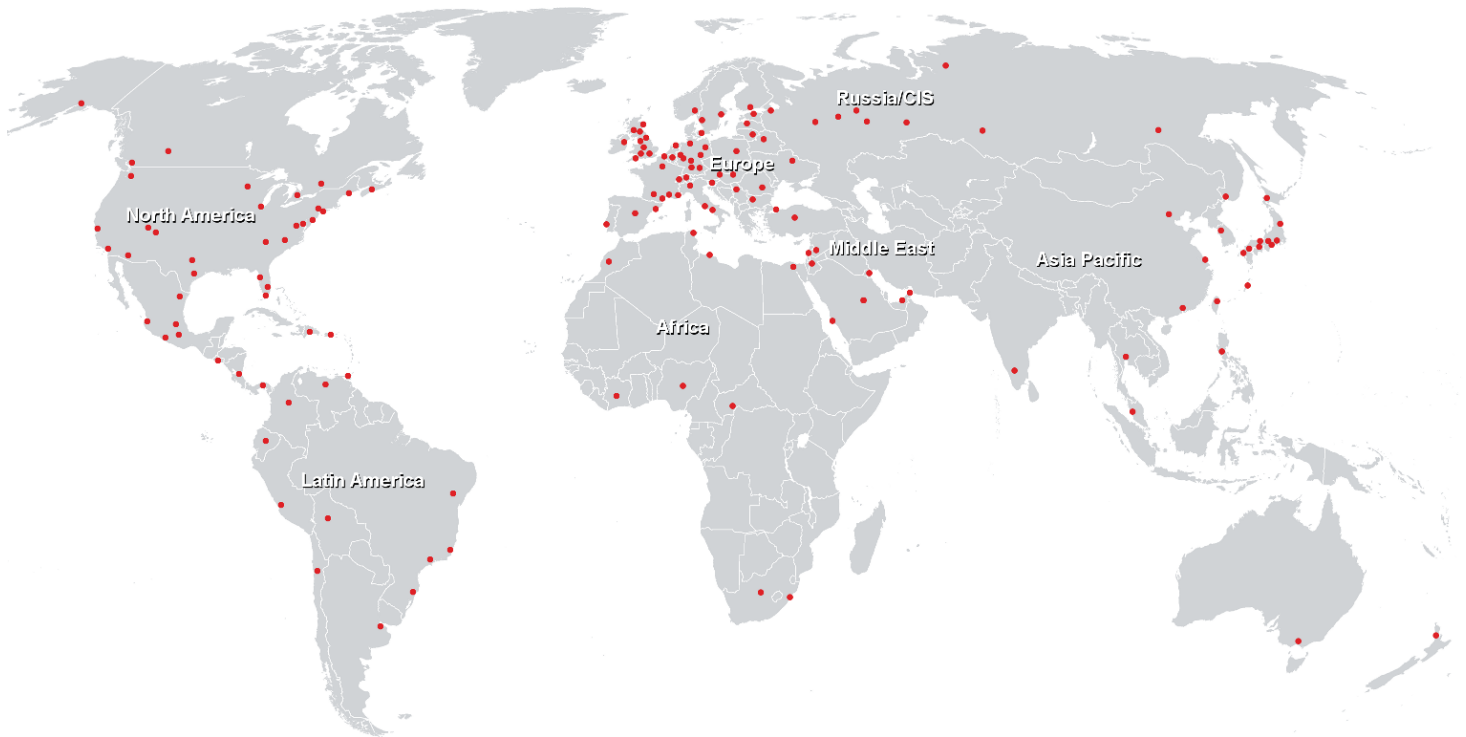 Russia/CIS
Europe
North America
Middle East
Asia Pacific
Africa
Latin America